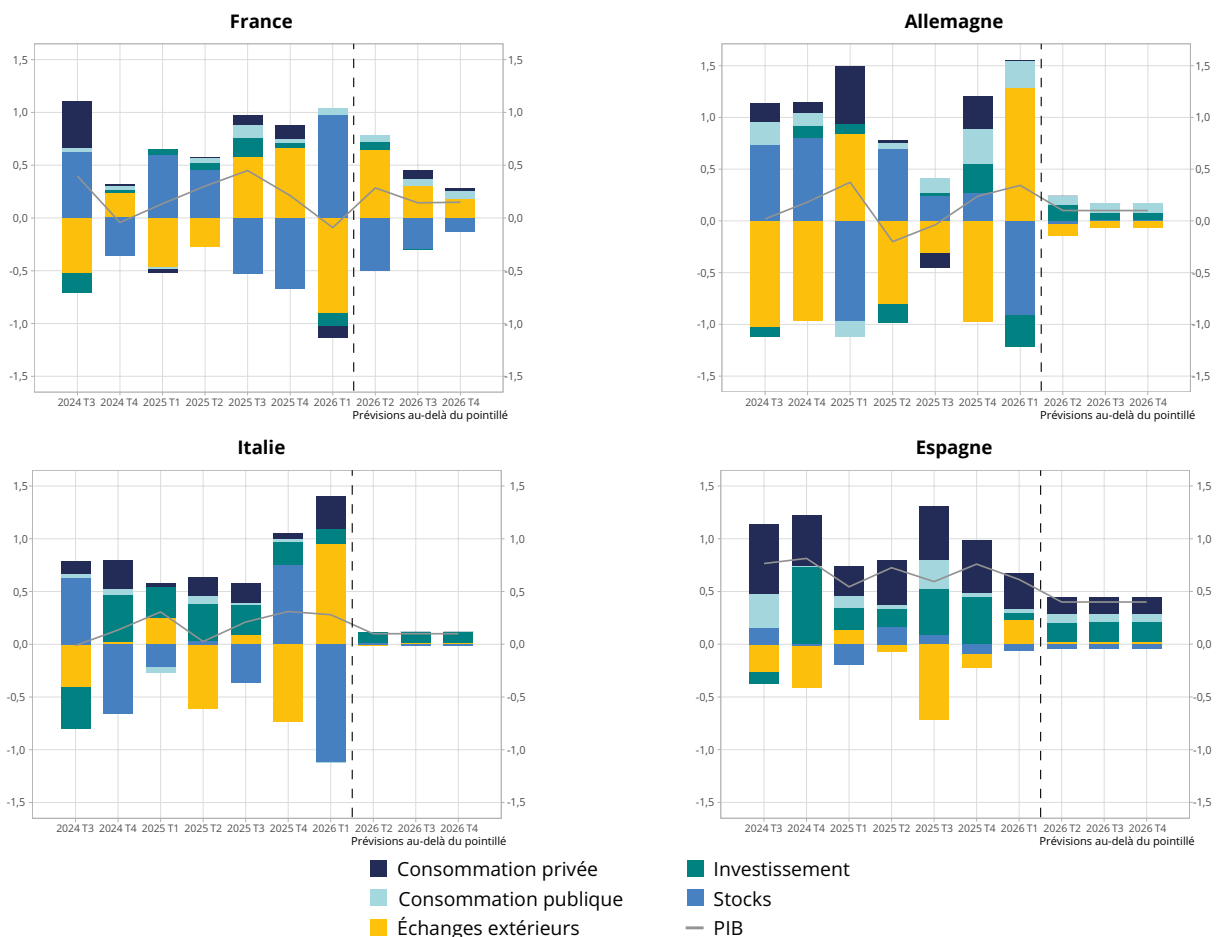 France
1,5 1,5
1,0 1,0
0,5 0,5
0,0 0,0
-0,5 -0,5
-1,0 -1,0
-1,5 -1,5
2024 T3 2024 T4 2025 T1 2025 T2 2025 T3 2025 T4 2026 T1 2026 T2 2026 T3 2026 T4
Prévisions au-delà du pointillé
Allemagne
1,5 1,5
1,0 1,0
0,5 0,5
0,0 0,0
-0,5 -0,5
-1,0 -1,0
-1,5 -1,5
2024 T3 2024 T4 2025 T1 2025 T2 2025 T3 2025 T4 2026 T1 2026 T2 2026 T3 2026 T4
Prévisions au-delà du pointillé
Italie
1,5 1,5
1,0 1,0
0,5 0,5
0,0 0,0
-0,5 -0,5
-1,0 -1,0
-1,5 -1,5
2024 T3 2024 T4 2025 T1 2025 T2 2025 T3 2025 T4 2026 T1 2026 T2 2026 T3 2026 T4
Prévisions au-delà du pointillé
Espagne
1,5 1,5
1,0 1,0
0,5 0,5
0,0 0,0
-0,5 -0,5
-1,0 -1,0
-1,5 -1,5
2024 T3 2024 T4 2025 T1 2025 T2 2025 T3 2025 T4 2026 T1 2026 T2 2026 T3 2026 T4
Prévisions au-delà du pointillé
Consommation privée
Consommation publique
Échanges extérieurs
Investissement
Stocks
PIB